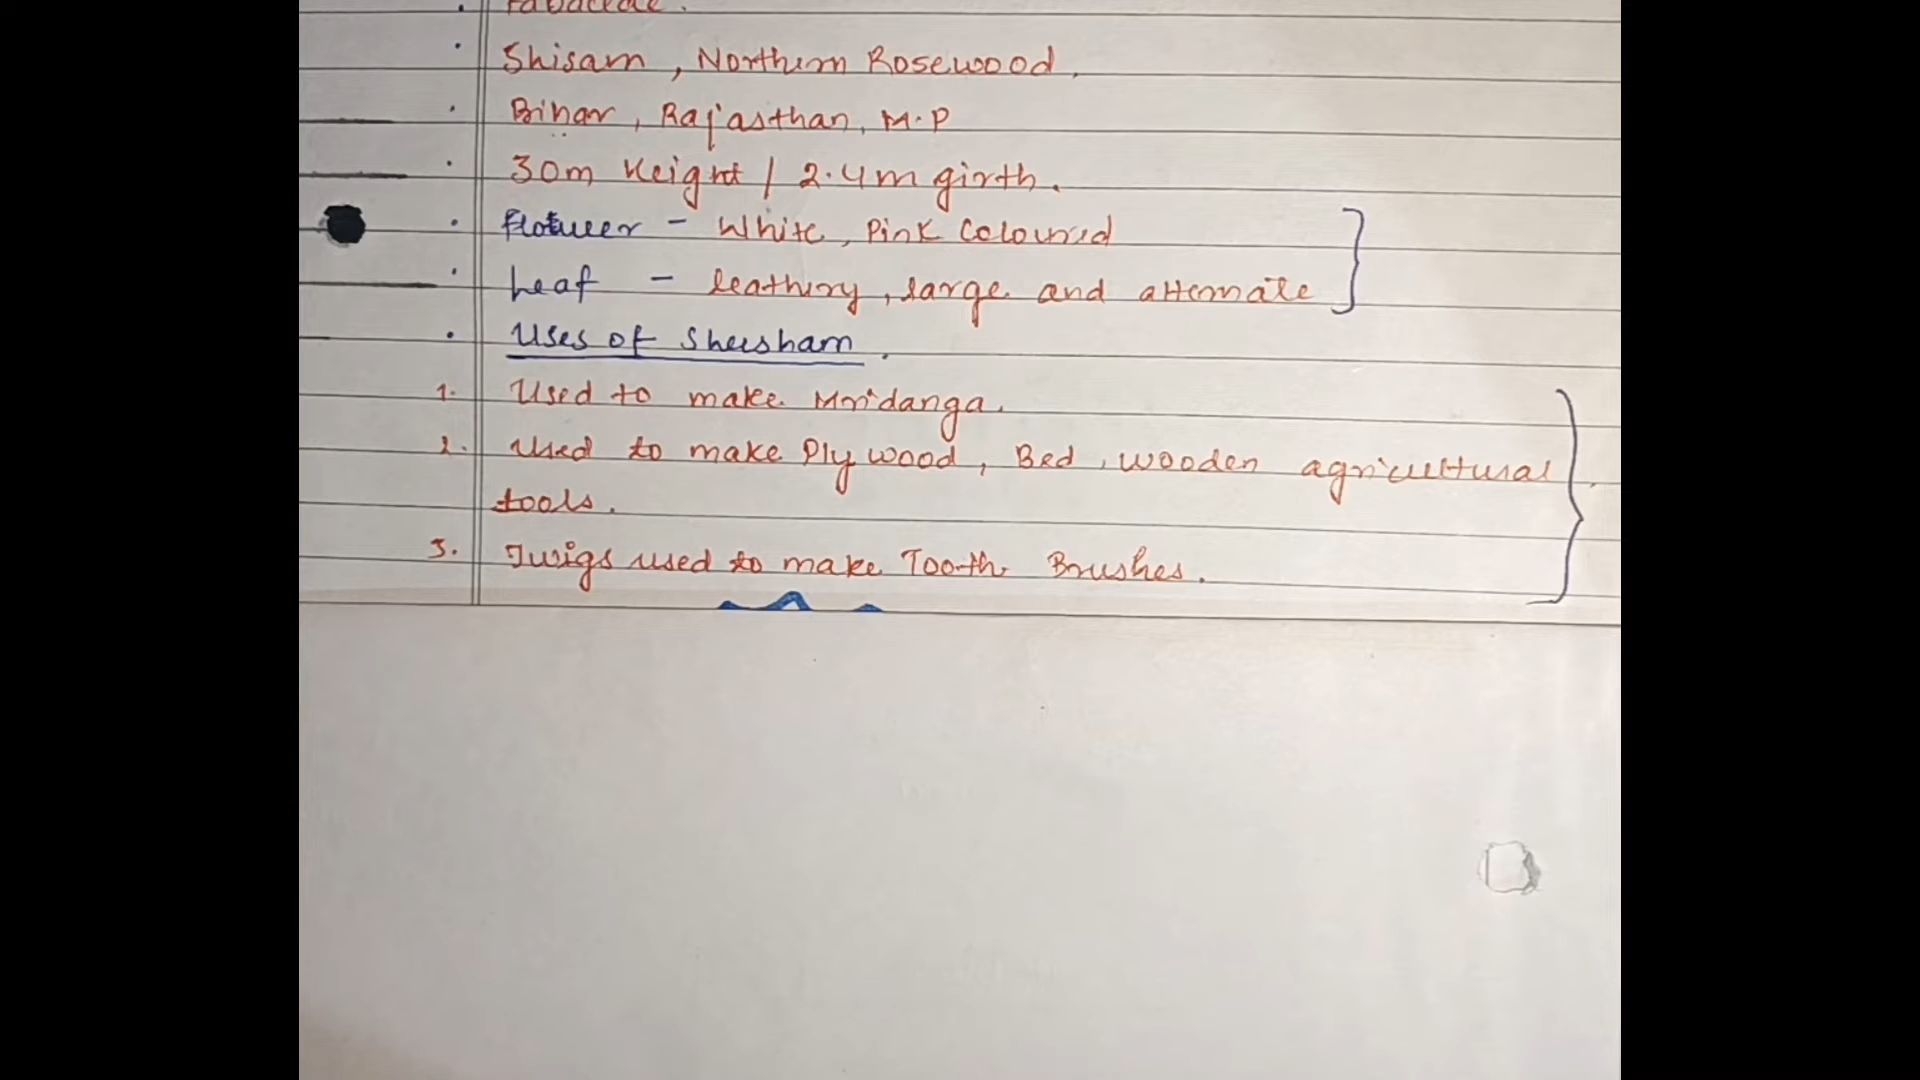 • Fabaceae.
• Shisam, Northern Rosewood.
• Bihar, Rajasthan, M.P
• 30m height / 2.4m girth.
• Flower - White, Pink Coloured
• Leaf - leathery, large and alternate
• Uses of Sheesham.
1. Used to make Mridanga.
2. Used to make Plywood, Bed, wooden agricultural
tools.
3. Twigs used to make Tooth Brushes.